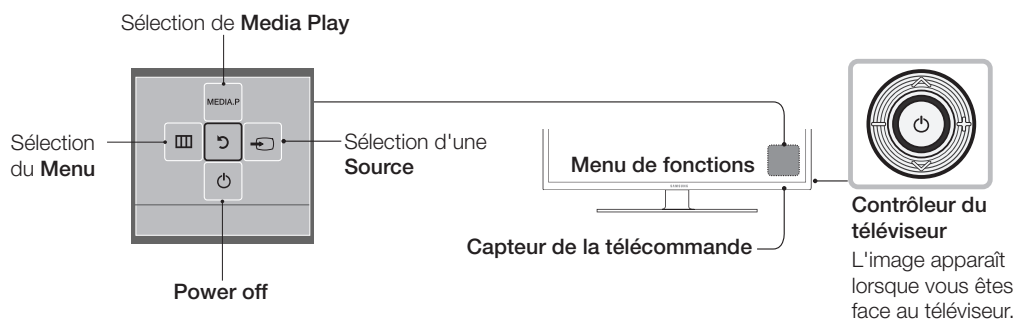 Sélection de Media Play
MEDIA.P
Sélection
du Menu
Sélection d'une
Source
Power off
Menu de fonctions
SAMSUNG
Capteur de la télécommande
Contrôleur du
téléviseur
L'image apparaît
lorsque vous êtes
face au téléviseur.